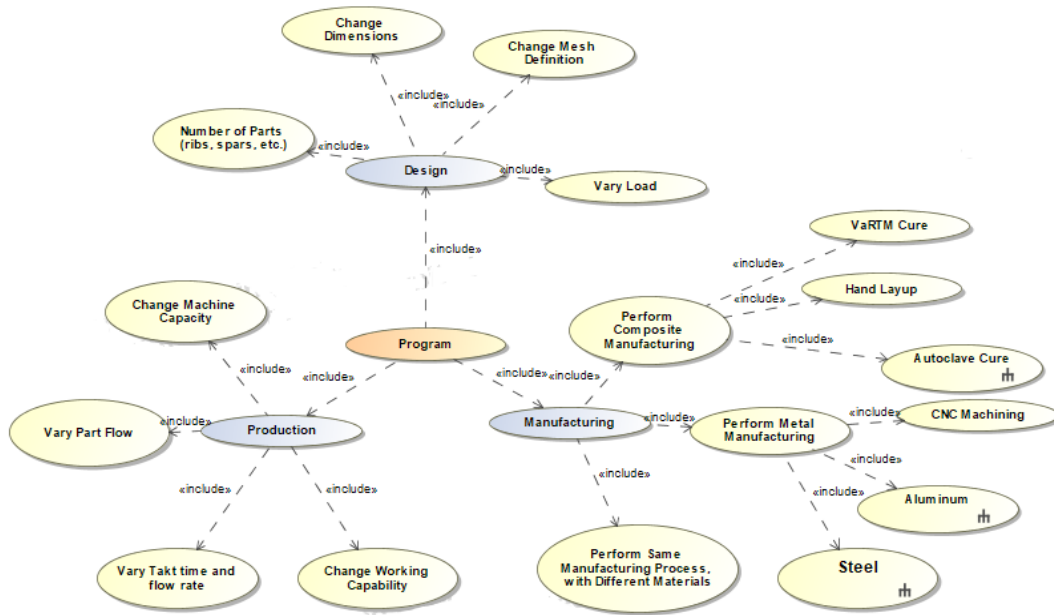 Change
Dimensions
Change Mesh
Definition
«include»
«include»
Number of Parts
(ribs, spars, etc.)
«include»
Design
«include»
Vary Load
«include»
VaRTM Cure
«include»
Hand Layup
«include»
Change Machine
Capacity
Perform
Composite
Manufacturing
Program
«include»
Autoclave Cure
«include»
«include»
«include»
«include»
«include»
CNC Machining
«include»
Vary Part Flow
«include»
Production
Manufacturing
«include»
Perform Metal
Manufacturing
«include»
«include»
«include»
«include»
«include»
Aluminum
Vary Takt time and
flow rate
Change Working
Capability
Perform Same
Manufacturing Process,
with Different Materials
Steel